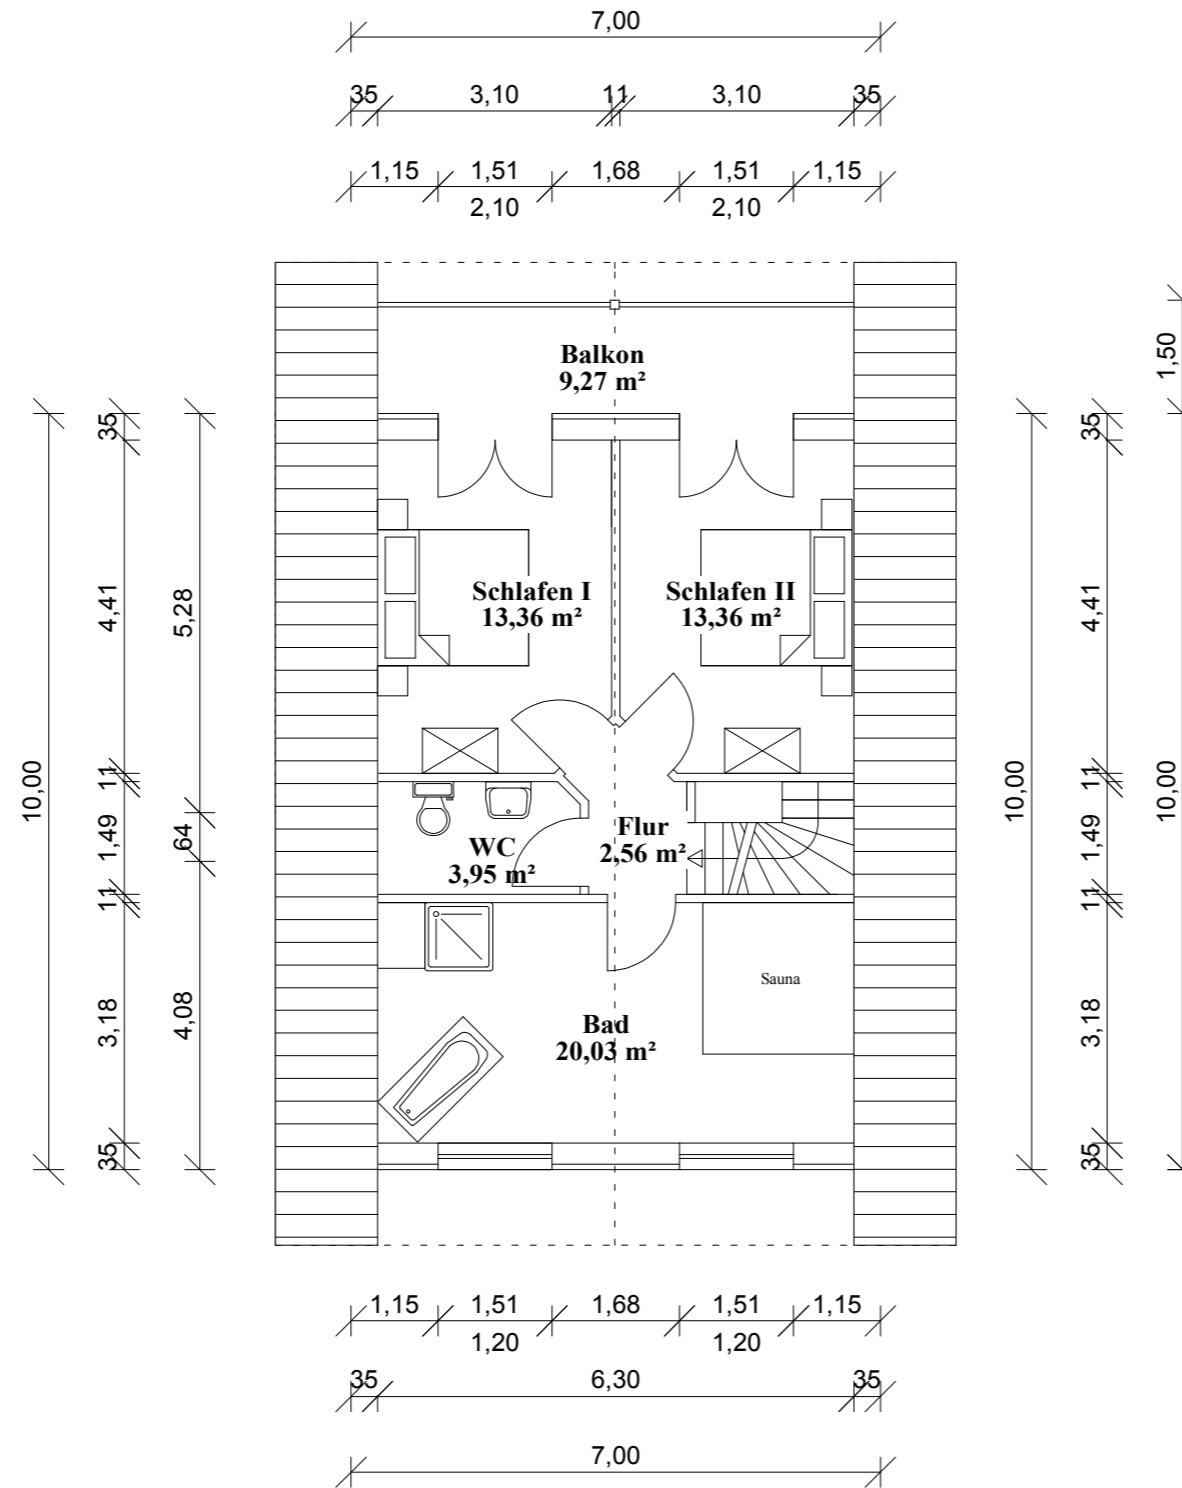 7,00
35 3,10 11 3,10 35
1,15 1,51 1,68 1,51 1,15
2,10 2,10
Balkon
9,27 m²
1,50
35
35
4,41
5,28
4,41
Schlafen I
13,36 m²
Schlafen II
13,36 m²
10,00
11
1,49
64
11
10,00
11
1,49
11
10,00
WC
3,95 m²
Flur
2,56 m²
Sauna
3,18
4,08
3,18
Bad
20,03 m²
35
35
1,15 1,51 1,68 1,51 1,15
1,20 1,20
35 6,30 35
7,00